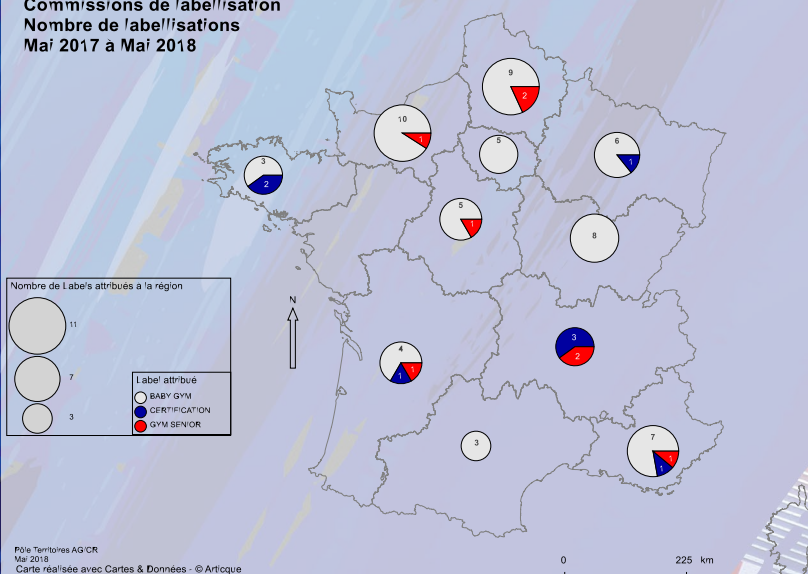 Commissions de labellisation
Nombre de labellisations
Mai 2017 à Mai 2018
9
2
10
1
5
6
1
3
2
5
1
8
Nombre de Labels attribués à la région
11
7
3
Label attribué
BABY GYM
CERTIFICATION
GYM SENIOR
N
3
2
4
1
1
3
7
1
1
Pôle Territoires AG/CR
Mai 2018
Carte réalisée avec Cartes & Données - © Articque
0 225 km